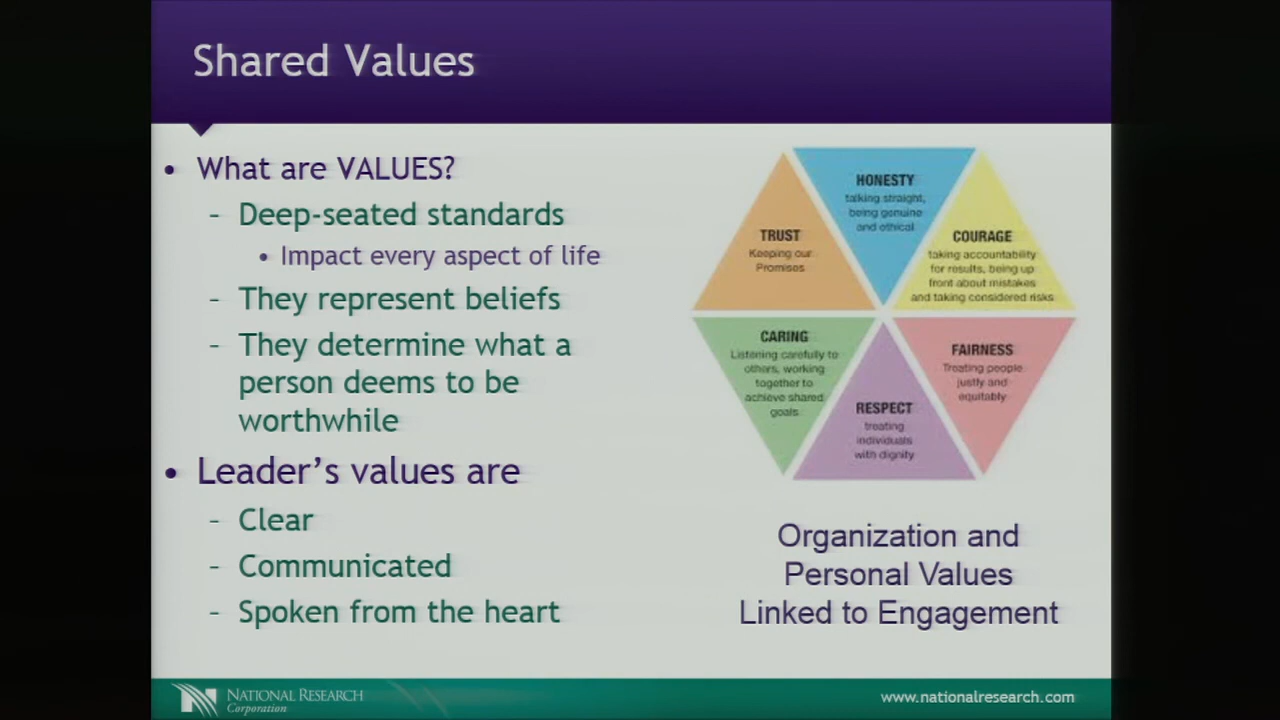 Shared Values
• What are VALUES?
– Deep-seated standards
• Impact every aspect of life
– They represent beliefs
– They determine what a
person deems to be
worthwhile
• Leader's values are
– Clear
– Communicated
– Spoken from the heart
TRUST
Keeping our
Promises
HONESTY
talking straight,
being genuine
and ethical
COURAGE
taking accountability
for results, being up
front about mistakes
and taking considered risks
CARING
Listening carefully to
others, working
together to
achieve shared
goals
RESPECT
treating
individuals
with dignity
FAIRNESS
Treating people
justly and
equitably
Organization and
Personal Values
Linked to Engagement
NATIONAL RESEARCH
Corporation
www.nationalresearch.com